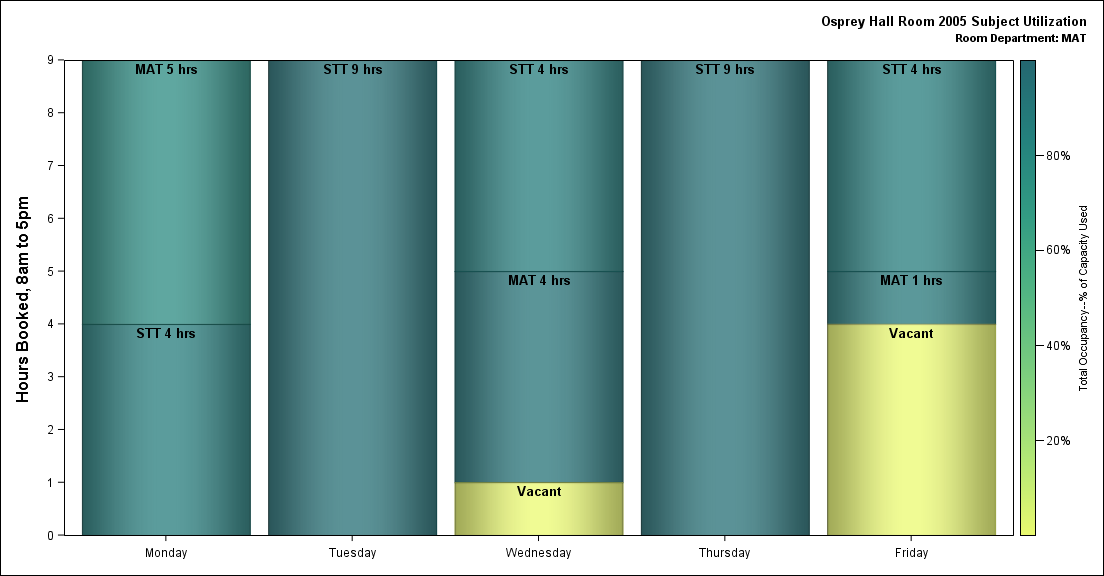 Osprey Hall Room 2005 Subject Utilization
Room Department: MAT
Hours Booked, 8am to 5pm
9
8
7
6
5
4
3
2
1
0
MAT 5 hrs
STT 4 hrs
STT 9 hrs
STT 4 hrs
MAT 4 hrs
Vacant
STT 9 hrs
STT 4 hrs
MAT 1 hrs
Vacant
Monday
Tuesday
Wednesday
Thursday
Friday
80%
60%
40%
20%
Total Occupancy--% of Capacity Used